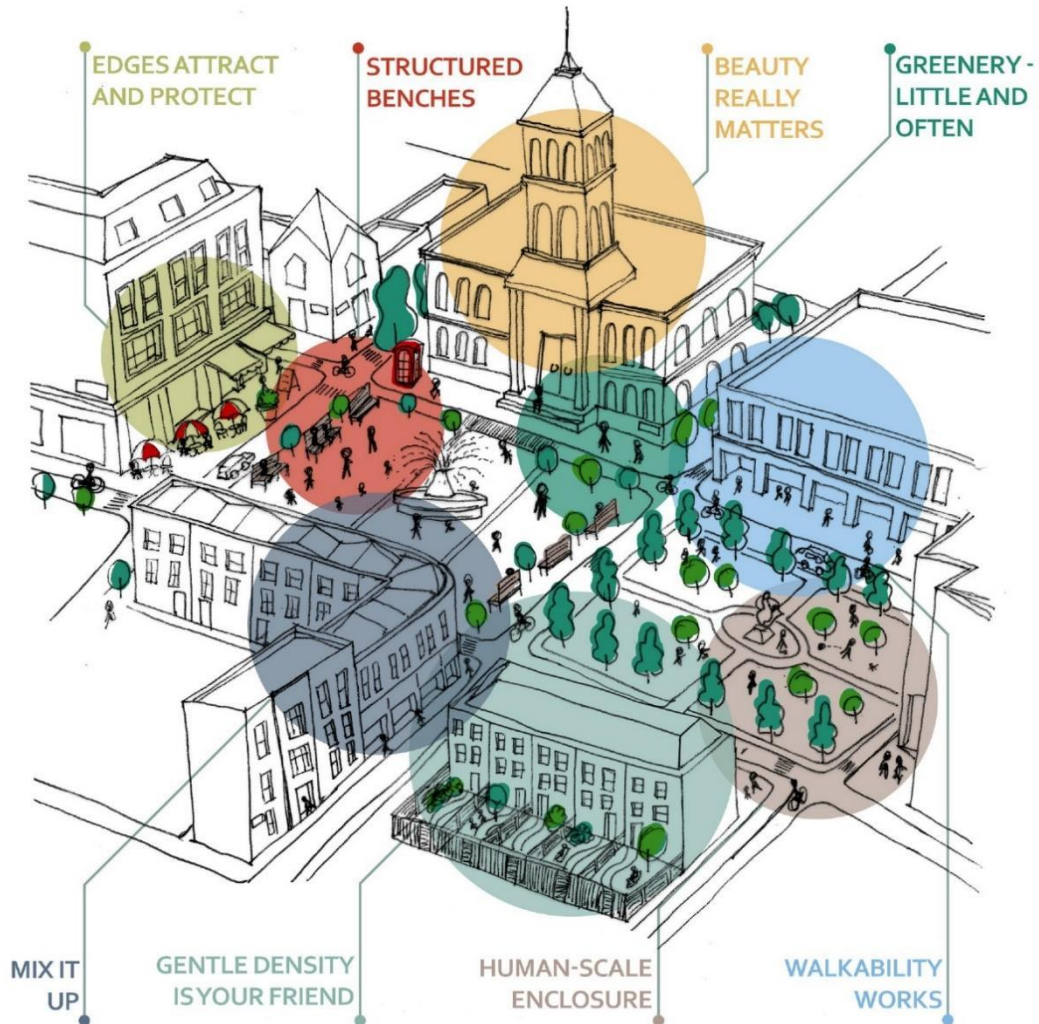 EDGES ATTRACT
AND PROTECT
STRUCTURED
BENCHES
BEAUTY
REALLY
MATTERS
GREENERY -
LITTLE AND
OFTEN
MIX IT
UP
GENTLE DENSITY
IS YOUR FRIEND
HUMAN-SCALE
ENCLOSURE
WALKABILITY
WORKS